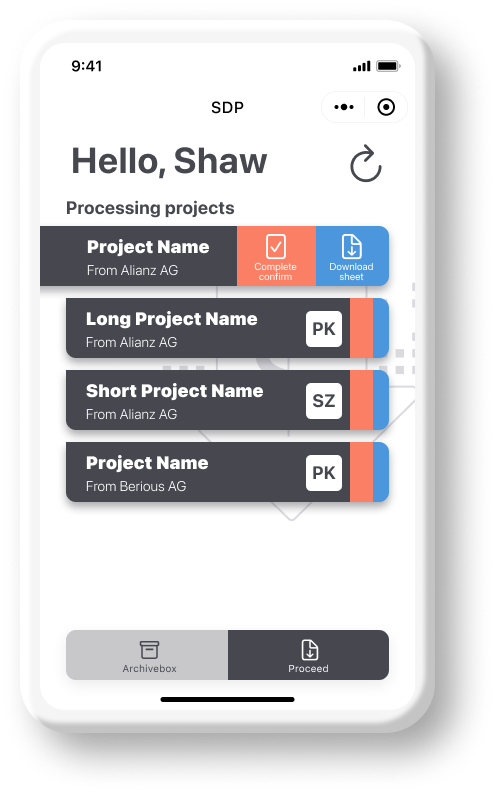 9:41
SDP
Hello, Shaw
Processing projects
Project Name
From Alianz AG
Complete
confirm
Download
sheet
Long Project Name
From Alianz AG
PK
Short Project Name
From Alianz AG
SZ
Project Name
From Berious AG
PK
Archivebox
Proceed